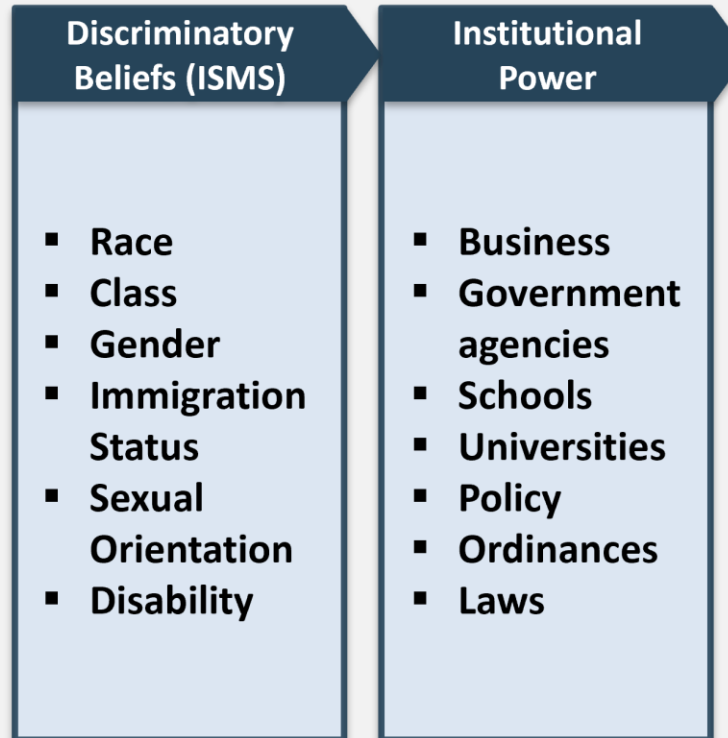 Discriminatory
Beliefs (ISMS)
▪ Race
▪ Class
▪ Gender
▪ Immigration
Status
▪ Sexual
Orientation
▪ Disability
Institutional
Power
▪ Business
▪ Government
agencies
▪ Schools
▪ Universities
▪ Policy
▪ Ordinances
▪ Laws